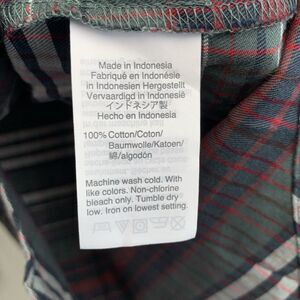 Made in Indonesia
Fabriqué en Indonésie
in Indonesien Hergestellt
Vervaardigd in Indonesië
インドネシア製
Hecho en Indonesia
100% Cotton/Coton/
Baumwolle/Katoen/
綿/algodón
Machine wash cold. With
like colors. Non-chlorine
bleach only. Tumble dry
low. Iron on lowest setting.